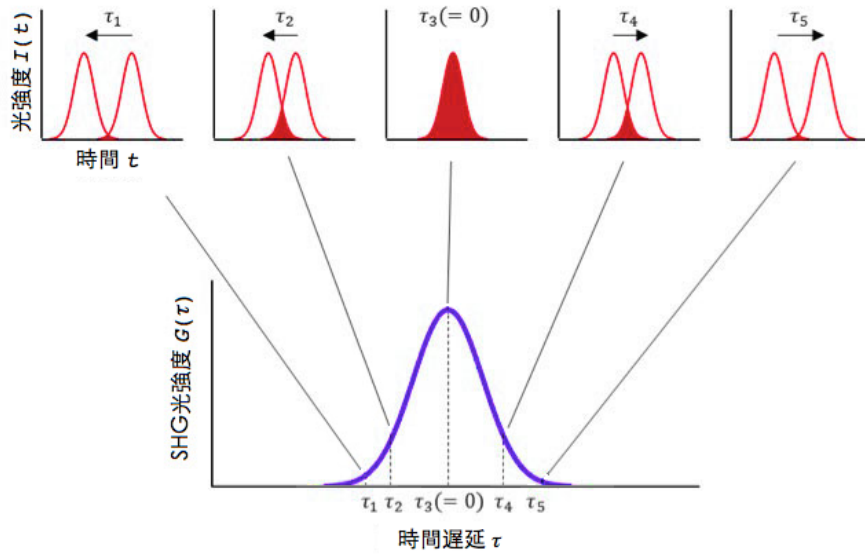 τ₁
τ₂
τ₃(= 0)
τ₄
τ₅
光強度 I(t)
時間 t
SHG光強度 G(τ)
τ₁ τ₂ τ₃(= 0) τ₄ τ₅
時間遅延 τ